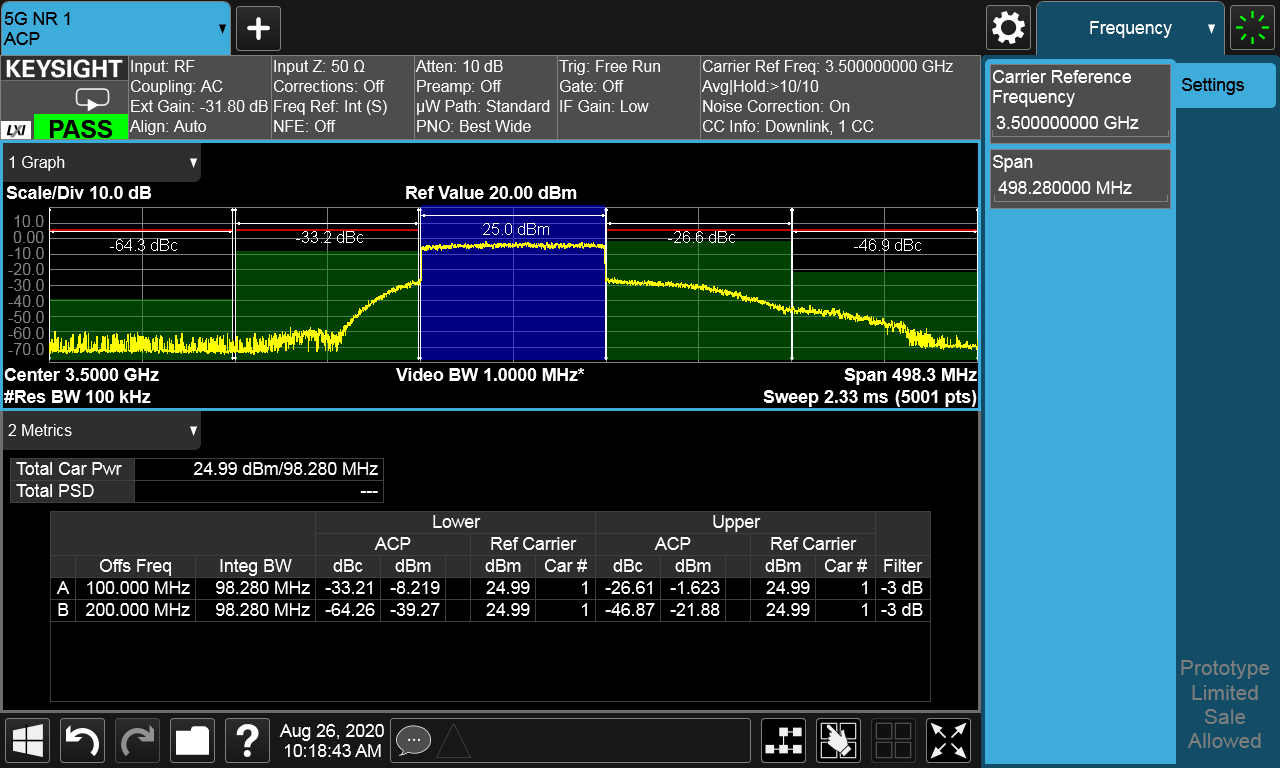 5G NR 1
ACP
Frequency
KEYSIGHT
LXI
PASS
Input: RF
Coupling: AC
Ext Gain: -31.80 dB
Align: Auto
Input Z: 50 Ω
Corrections: Off
Freq Ref: Int (S)
NFE: Off
Atten: 10 dB
Preamp: Off
µW Path: Standard
PNO: Best Wide
Trig: Free Run
Gate: Off
IF Gain: Low
Carrier Ref Freq: 3.500000000 GHz
Avg|Hold:>10/10
Noise Correction: On
CC Info: Downlink, 1 CC
Carrier Reference
Frequency
3.500000000 GHz
Span
498.280000 MHz
Settings
1 Graph
Scale/Div 10.0 dB
Ref Value 20.00 dBm
10.0
0.00
-10.0
-20.0
-30.0
-40.0
-50.0
-60.0
-70.0
-64.3 dBc
-33.2 dBc
25.0 dBm
-26.6 dBc
-46.9 dBc
Center 3.5000 GHz
Video BW 1.0000 MHz*
Span 498.3 MHz
#Res BW 100 kHz
Sweep 2.33 ms (5001 pts)
2 Metrics
Total Car Pwr 24.99 dBm/98.280 MHz
Total PSD ---
Lower Upper
ACP Ref Carrier ACP Ref Carrier
Offs Freq Integ BW dBc dBm dBm Car # dBc dBm dBm Car # Filter
A 100.000 MHz 98.280 MHz -33.21 -8.219 24.99 1 -26.61 -1.623 24.99 1 -3 dB
B 200.000 MHz 98.280 MHz -64.26 -39.27 24.99 1 -46.87 -21.88 24.99 1 -3 dB
Prototype
Limited
Sale
Allowed
Aug 26, 2020
10:18:43 AM